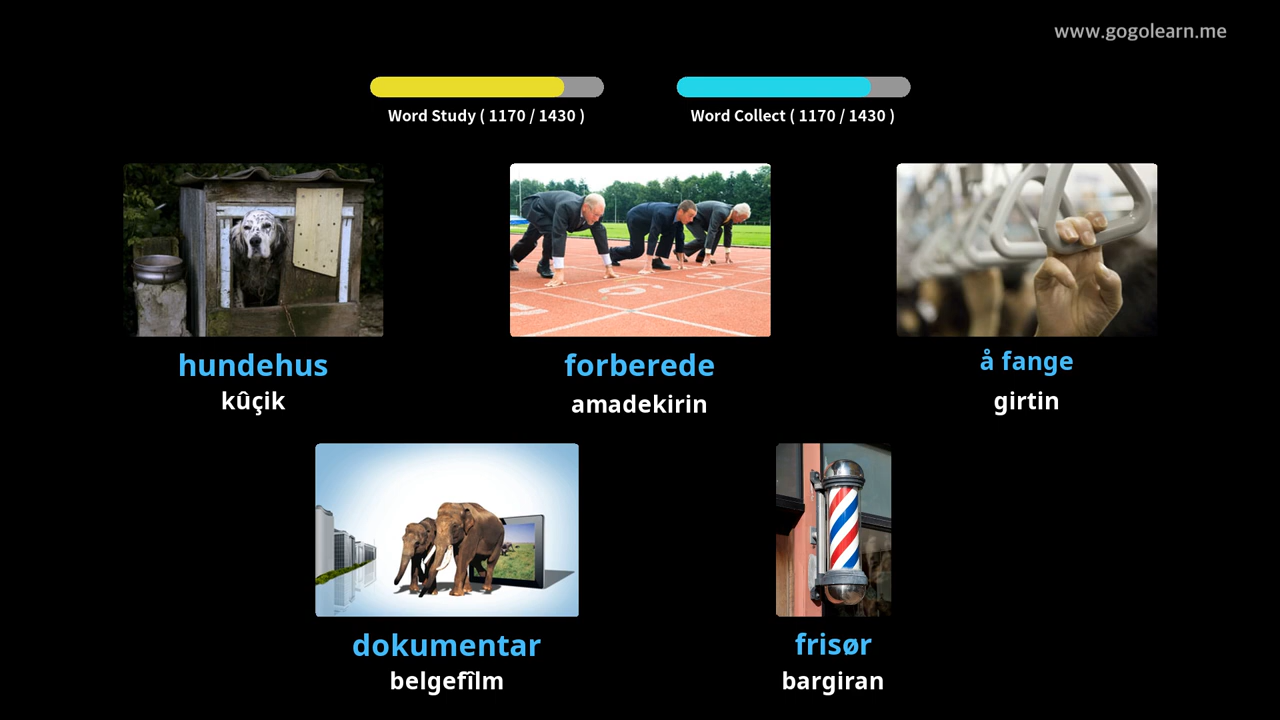 www.gogolearn.me
Word Study ( 1170 / 1430 )
Word Collect ( 1170 / 1430 )
hundehus
kûçik
forberede
amadekirin
å fange
girtin
dokumentar
belgefîlm
frisør
bargiran